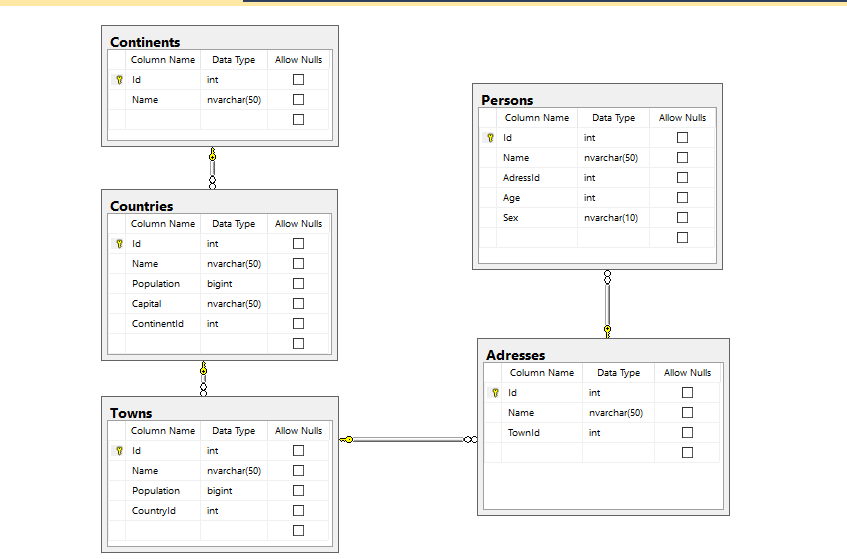 Continents
Column Name Data Type Allow Nulls
Id int
Name nvarchar(50)
Countries
Column Name Data Type Allow Nulls
Id int
Name nvarchar(50)
Population bigint
Capital nvarchar(50)
ContinentId int
Towns
Column Name Data Type Allow Nulls
Id int
Name nvarchar(50)
Population bigint
CountryId int
Persons
Column Name Data Type Allow Nulls
Id int
Name nvarchar(50)
AdressId int
Age int
Sex nvarchar(10)
Adresses
Column Name Data Type Allow Nulls
Id int
Name nvarchar(50)
TownId int